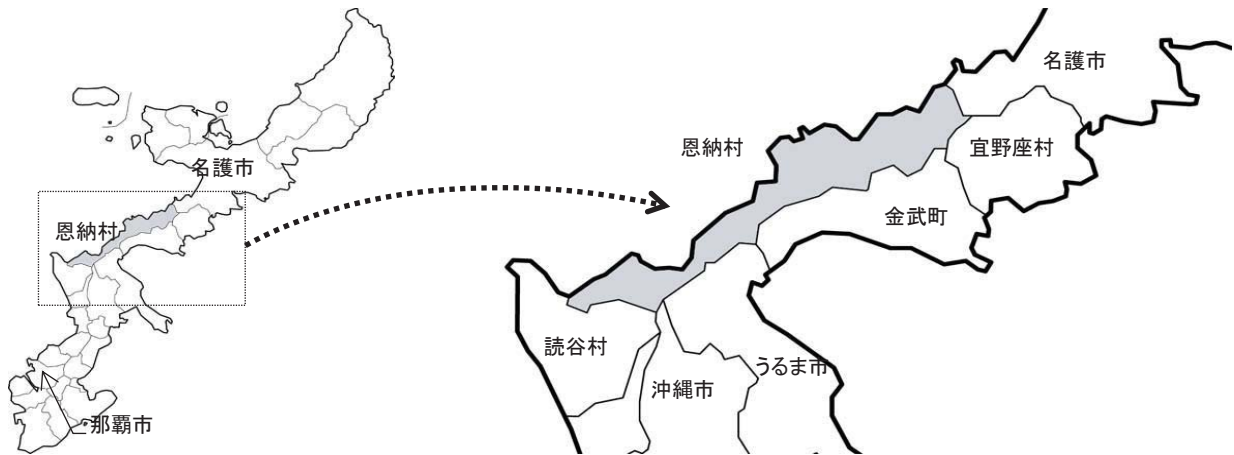 名護市
恩納村
那覇市
名護市
恩納村
宜野座村
金武町
読谷村
うるま市
沖縄市